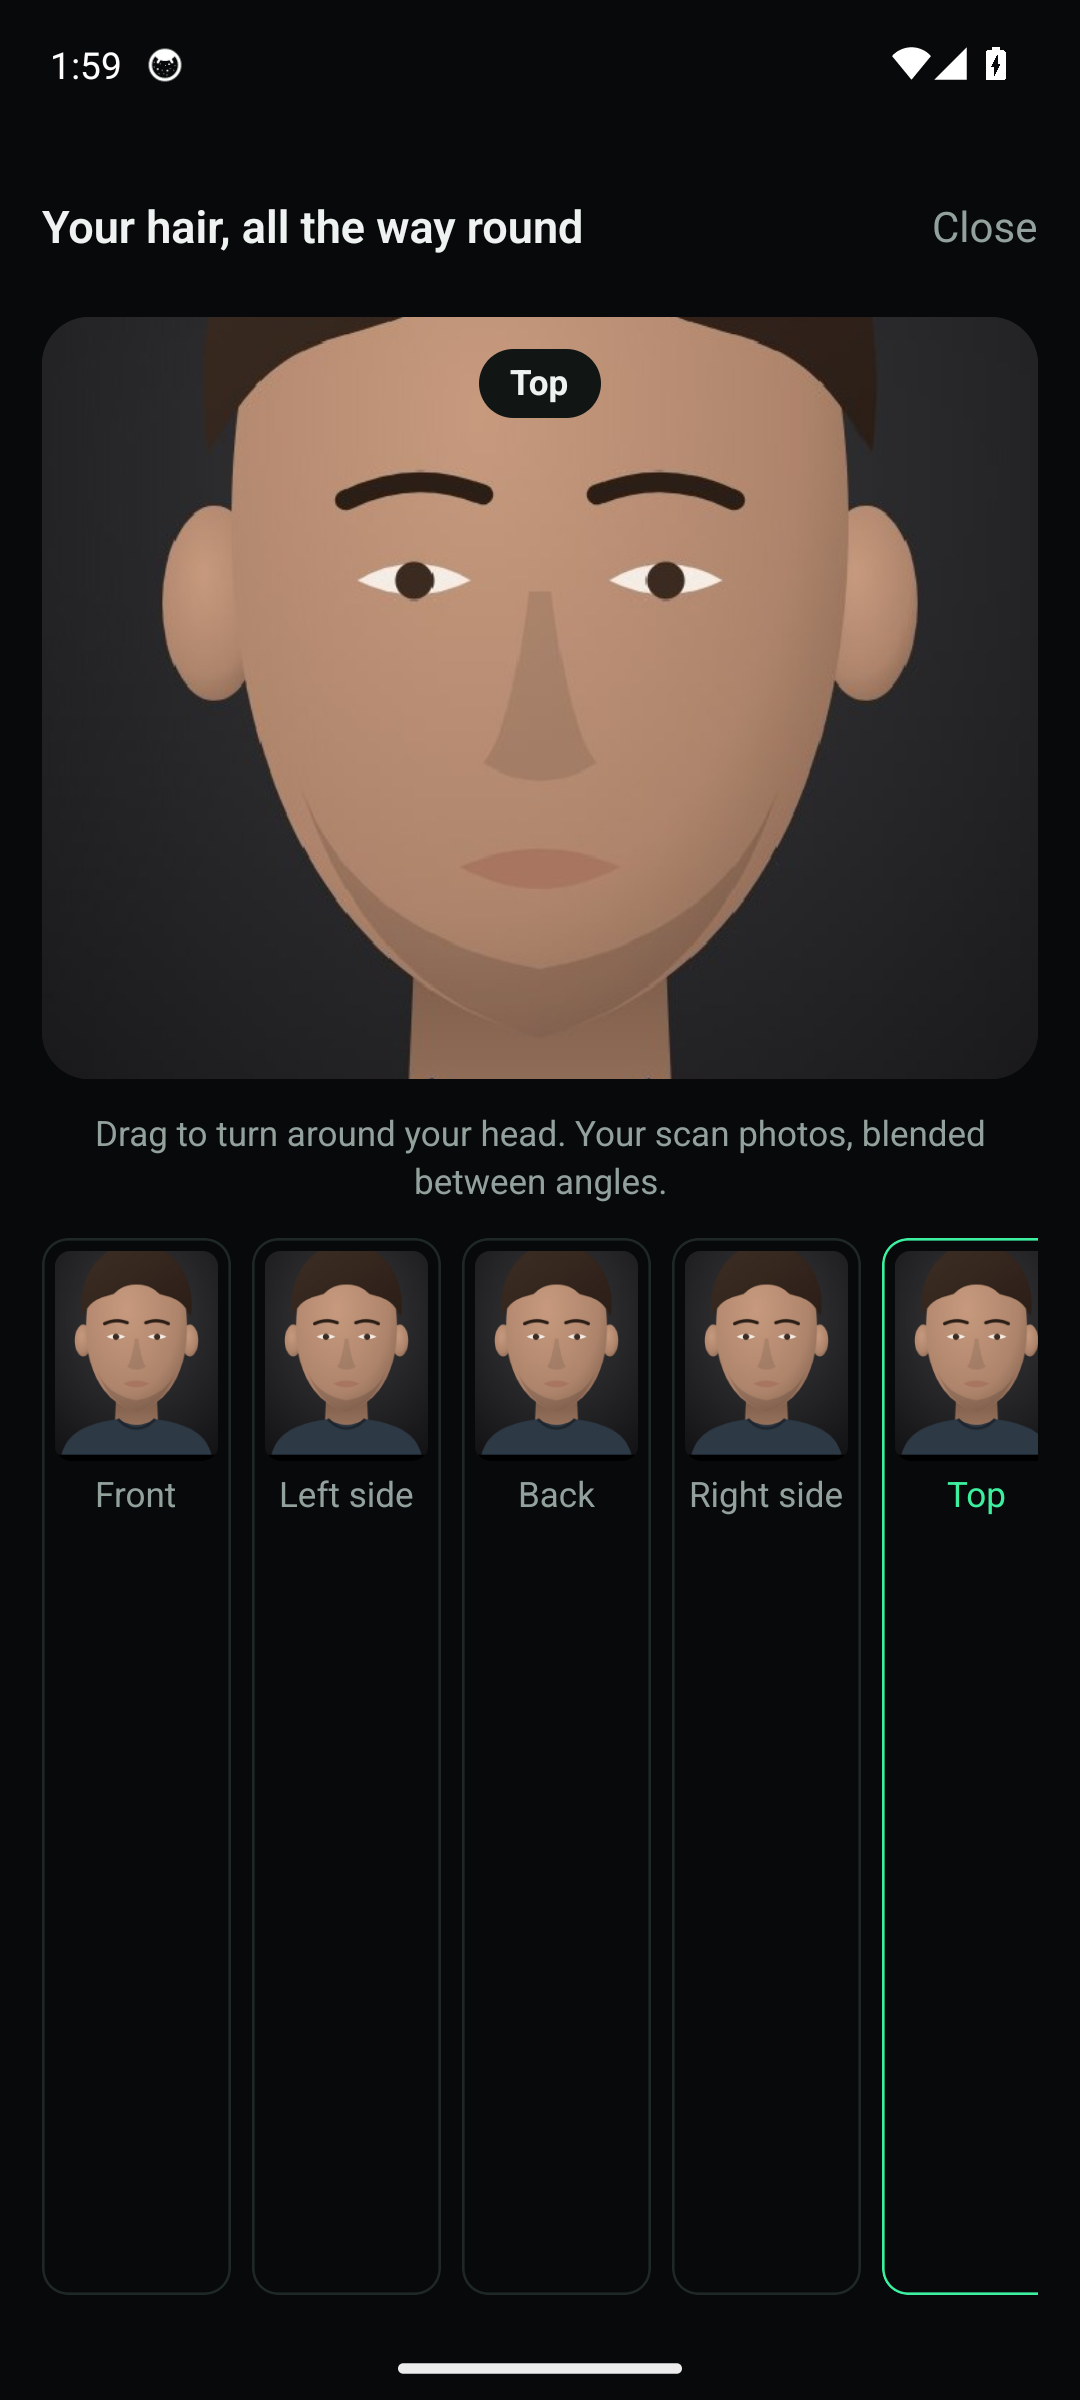 1:59
Your hair, all the way round
Close
Top
Drag to turn around your head. Your scan photos, blended
between angles.
Front
Left side
Back
Right side
Top